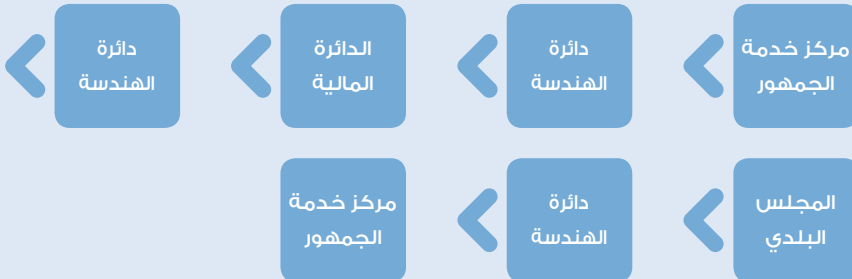 مركز خدمة
الجمهور
دائرة
الهندسة
الدائرة
المالية
دائرة
الهندسة
المجلس
البلدي
دائرة
الهندسة
مركز خدمة
الجمهور